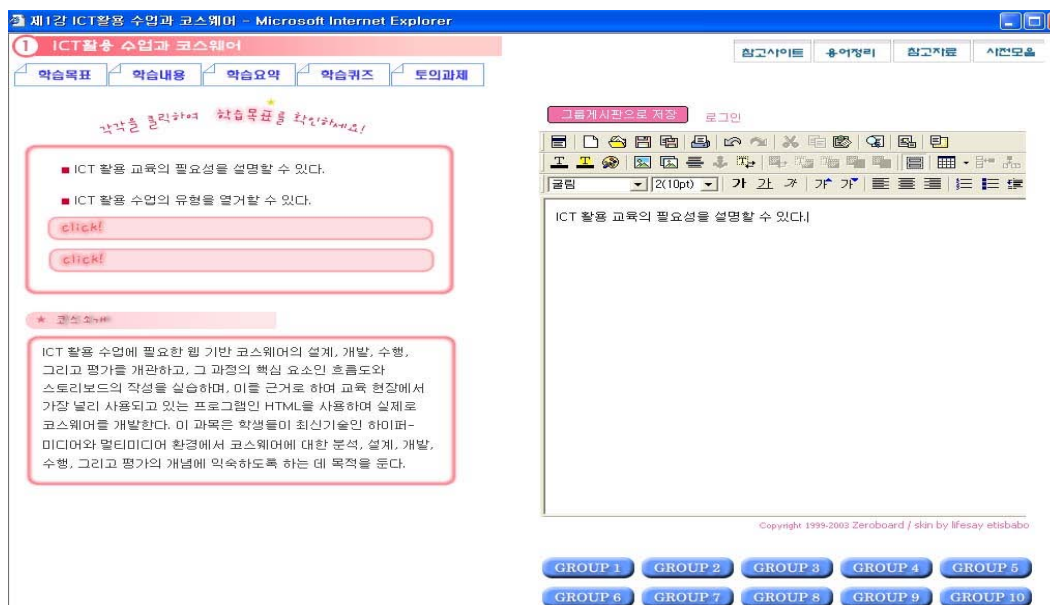 제1강 ICT활용 수업과 코스웨어 - Microsoft Internet Explorer
1 ICT활용 수업과 코스웨어
참고사이트 용어정리 참고자료 사전모음
학습목표 학습내용 학습요약 학습퀴즈 토의과제
각각을 클릭하여 학습목표를 확인하세요!
그룹게시판으로 저장 로그인
■ ICT 활용 교육의 필요성을 설명할 수 있다.
■ ICT 활용 수업의 유형을 열거할 수 있다.
click!
click!
굴림 2(10pt) 가 가 가 가 가
ICT 활용 교육의 필요성을 설명할 수 있다.
ICT 활용 수업에 필요한 웹 기반 코스웨어의 설계, 개발, 수행,
그리고 평가를 개관하고, 그 과정의 핵심 요소인 흐름도와
스토리보드의 작성을 실습하며, 이를 근거로 하여 교육 현장에서
가장 널리 사용되고 있는 프로그램인 HTML을 사용하여 실제로
코스웨어를 개발한다. 이 과목은 학생들이 최신기술인 하이퍼-
미디어와 멀티미디어 환경에서 코스웨어에 대한 분석, 설계, 개발,
수행, 그리고 평가의 개념에 익숙하도록 하는 데 목적을 둔다.
Copyright 1999-2003 Zeroboard / skin by lifesay etisbabo
GROUP 1 GROUP 2 GROUP 3 GROUP 4 GROUP 5
GROUP 6 GROUP 7 GROUP 8 GROUP 9 GROUP 10